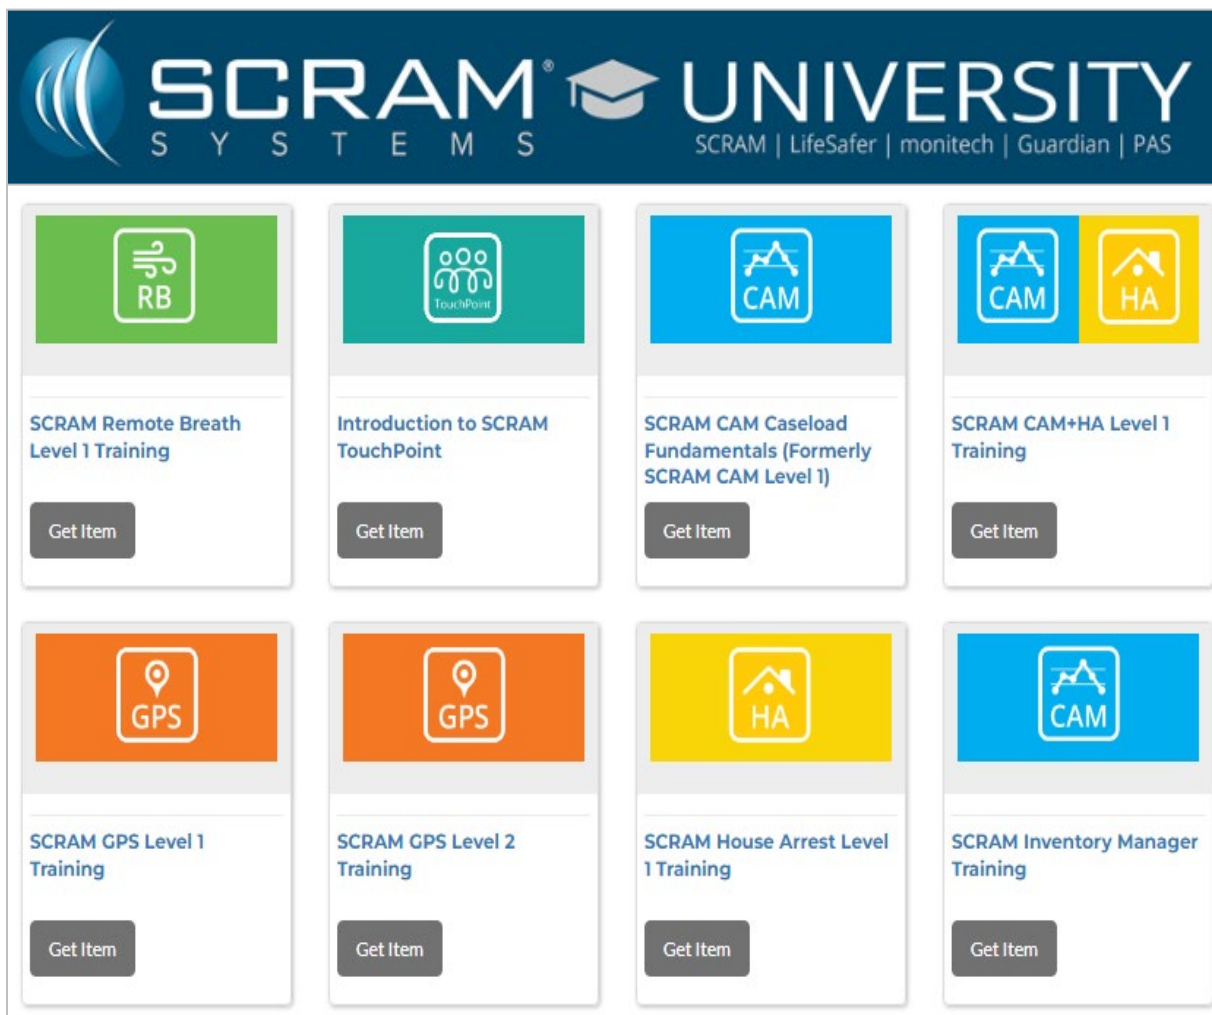 SCRAM® UNIVERSITY
SYSTEMS
SCRAM | LifeSafer | monitech | Guardian | PAS
RB
TouchPoint
CAM
CAM
HA
SCRAM Remote Breath
Level 1 Training
Get Item
Introduction to SCRAM
TouchPoint
Get Item
SCRAM CAM Caseload
Fundamentals (Formerly
SCRAM CAM Level 1)
Get Item
SCRAM CAM+HA Level 1
Training
Get Item
GPS
GPS
HA
CAM
SCRAM GPS Level 1
Training
Get Item
SCRAM GPS Level 2
Training
Get Item
SCRAM House Arrest Level
1 Training
Get Item
SCRAM Inventory Manager
Training
Get Item